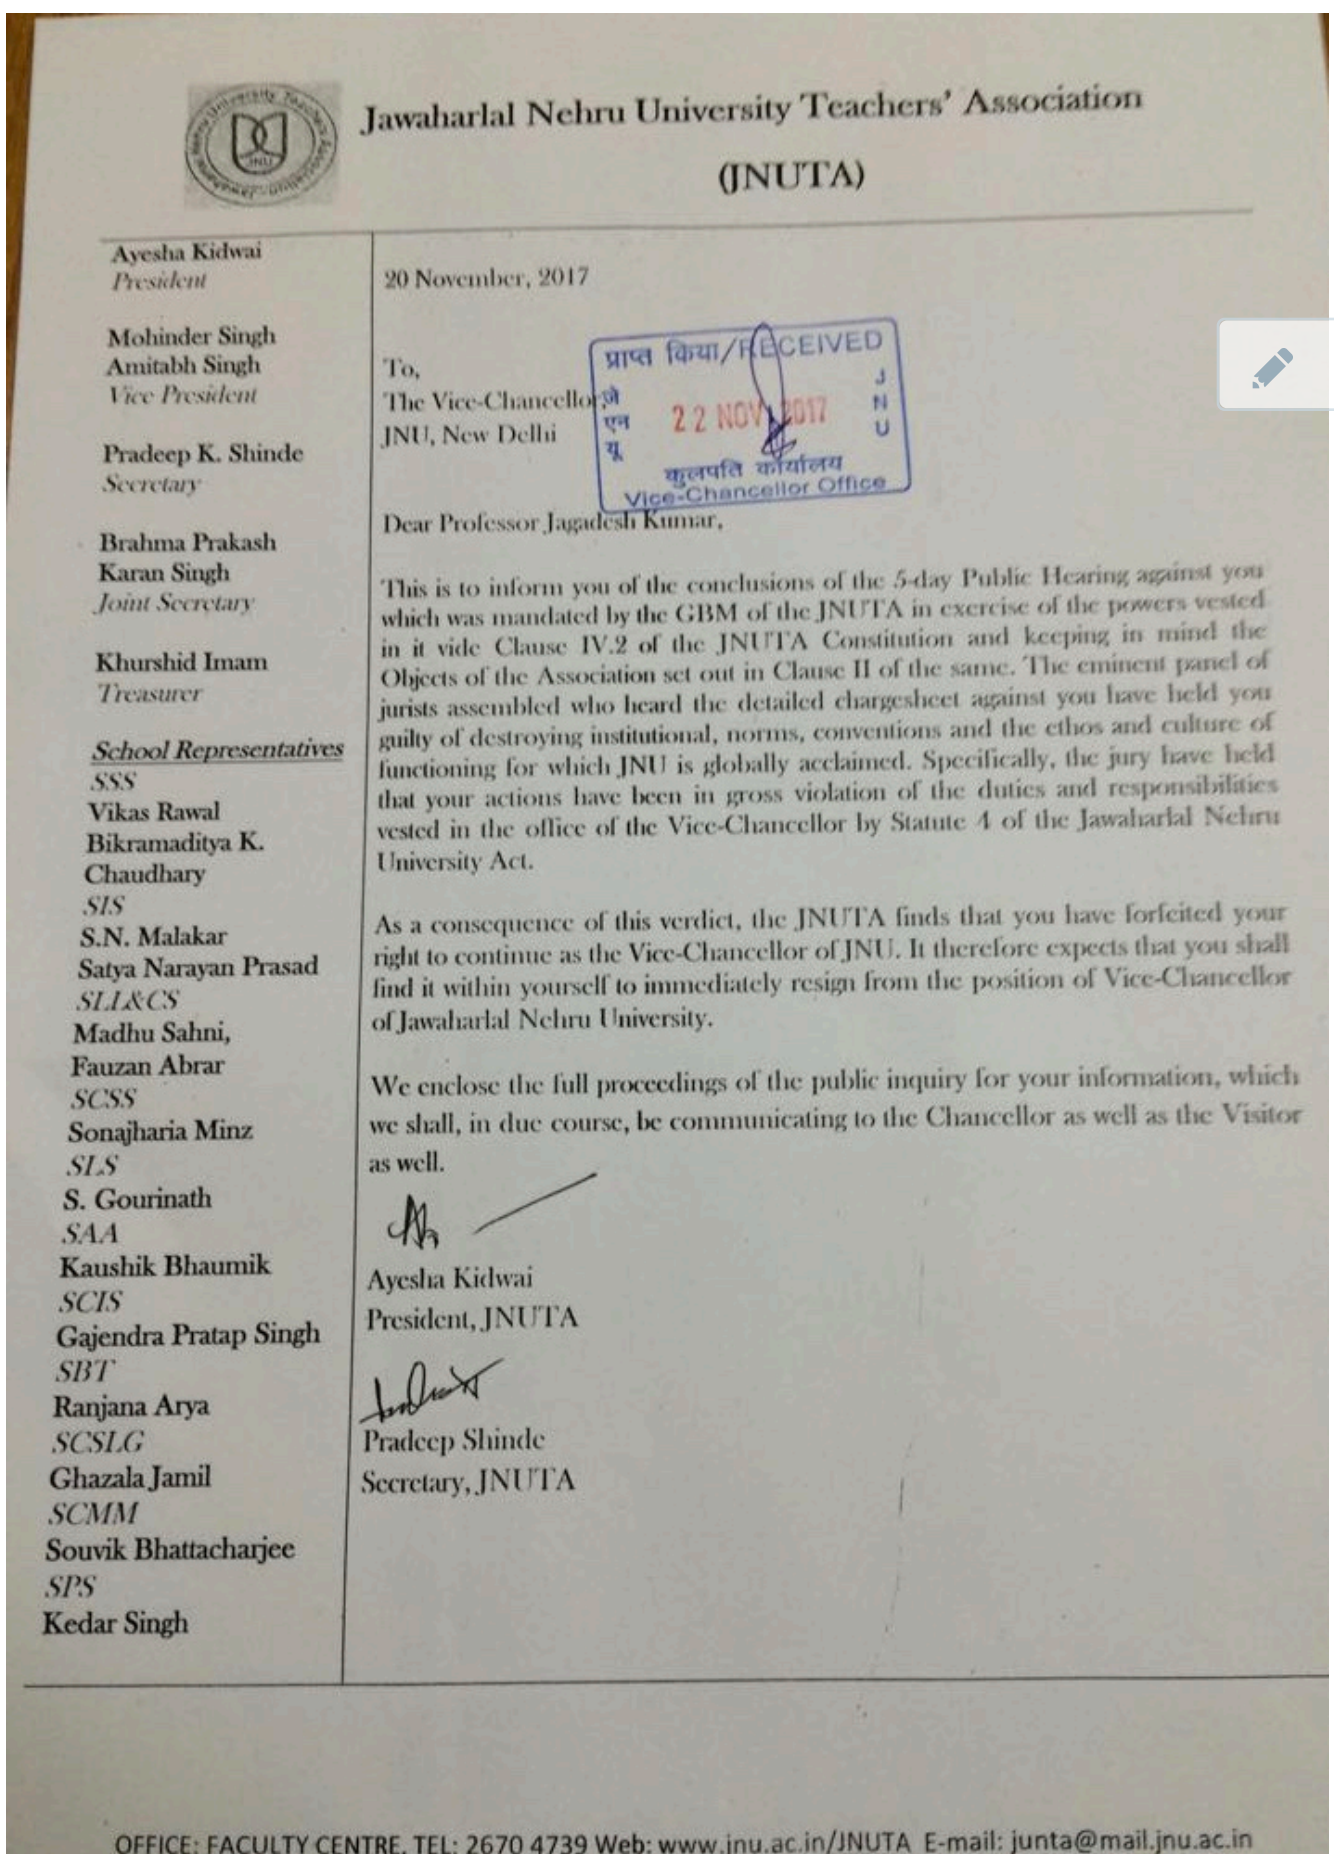 Jawaharlal Nehru University Teachers' Association
(JNUTA)
JNU
Ayesha Kidwai
President
Mohinder Singh
Amitabh Singh
Vice President
Pradeep K. Shinde
Secretary
Brahma Prakash
Karan Singh
Joint Secretary
Khurshid Imam
Treasurer
School Representatives
SSS
Vikas Rawal
Bikramaditya K.
Chaudhary
SIS
S.N. Malakar
Satya Narayan Prasad
SLL&CS
Madhu Sahni,
Fauzan Abrar
SCSS
Sonajharia Minz
SLS
S. Gourinath
SAA
Kaushik Bhaumik
SCIS
Gajendra Pratap Singh
SBT
Ranjana Arya
SCSLG
Ghazala Jamil
SCMM
Souvik Bhattacharjee
SPS
Kedar Singh
20 November, 2017
To,
The Vice-Chancellor,
JNU, New Delhi
प्राप्त किया/RECEIVED
जे एन यू
22 NOV 2017
JNU
कुलपति कार्यालय
Vice-Chancellor Office
Dear Professor Jagadesh Kumar,
This is to inform you of the conclusions of the 5-day Public Hearing against you
which was mandated by the GBM of the JNUTA in exercise of the powers vested
in it vide Clause IV.2 of the JNUTA Constitution and keeping in mind the
Objects of the Association set out in Clause II of the same. The eminent panel of
jurists assembled who heard the detailed chargesheet against you have held you
guilty of destroying institutional, norms, conventions and the ethos and culture of
functioning for which JNU is globally acclaimed. Specifically, the jury have held
that your actions have been in gross violation of the duties and responsibilities
vested in the office of the Vice-Chancellor by Statute 4 of the Jawaharlal Nehru
University Act.
As a consequence of this verdict, the JNUTA finds that you have forfeited your
right to continue as the Vice-Chancellor of JNU. It therefore expects that you shall
find it within yourself to immediately resign from the position of Vice-Chancellor
of Jawaharlal Nehru University.
We enclose the full proceedings of the public inquiry for your information, which
we shall, in due course, be communicating to the Chancellor as well as the Visitor
as well.
Ayesha Kidwai
President, JNUTA
Pradeep Shinde
Secretary, JNUTA
OFFICE: FACULTY CENTRE, TEL: 2670 4739 Web: www.jnu.ac.in/JNUTA E-mail: junta@mail.jnu.ac.in